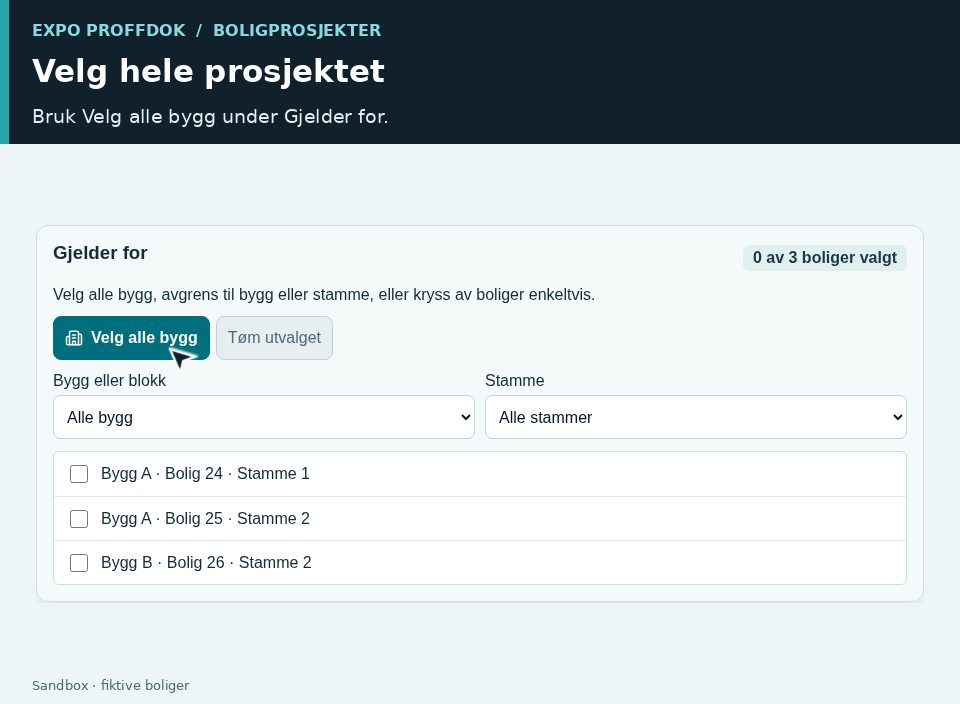 EXPO PROFFDOK / BOLIGPROSJEKTER
Velg hele prosjektet
Bruk Velg alle bygg under Gjelder for.
Gjelder for
0 av 3 boliger valgt
Velg alle bygg, avgrens til bygg eller stamme, eller kryss av boliger enkeltvis.
Velg alle bygg
Tøm utvalget
Bygg eller blokk
Stamme
Alle bygg
Alle stammer
Bygg A · Bolig 24 · Stamme 1
Bygg A · Bolig 25 · Stamme 2
Bygg B · Bolig 26 · Stamme 2
Sandbox · fiktive boliger